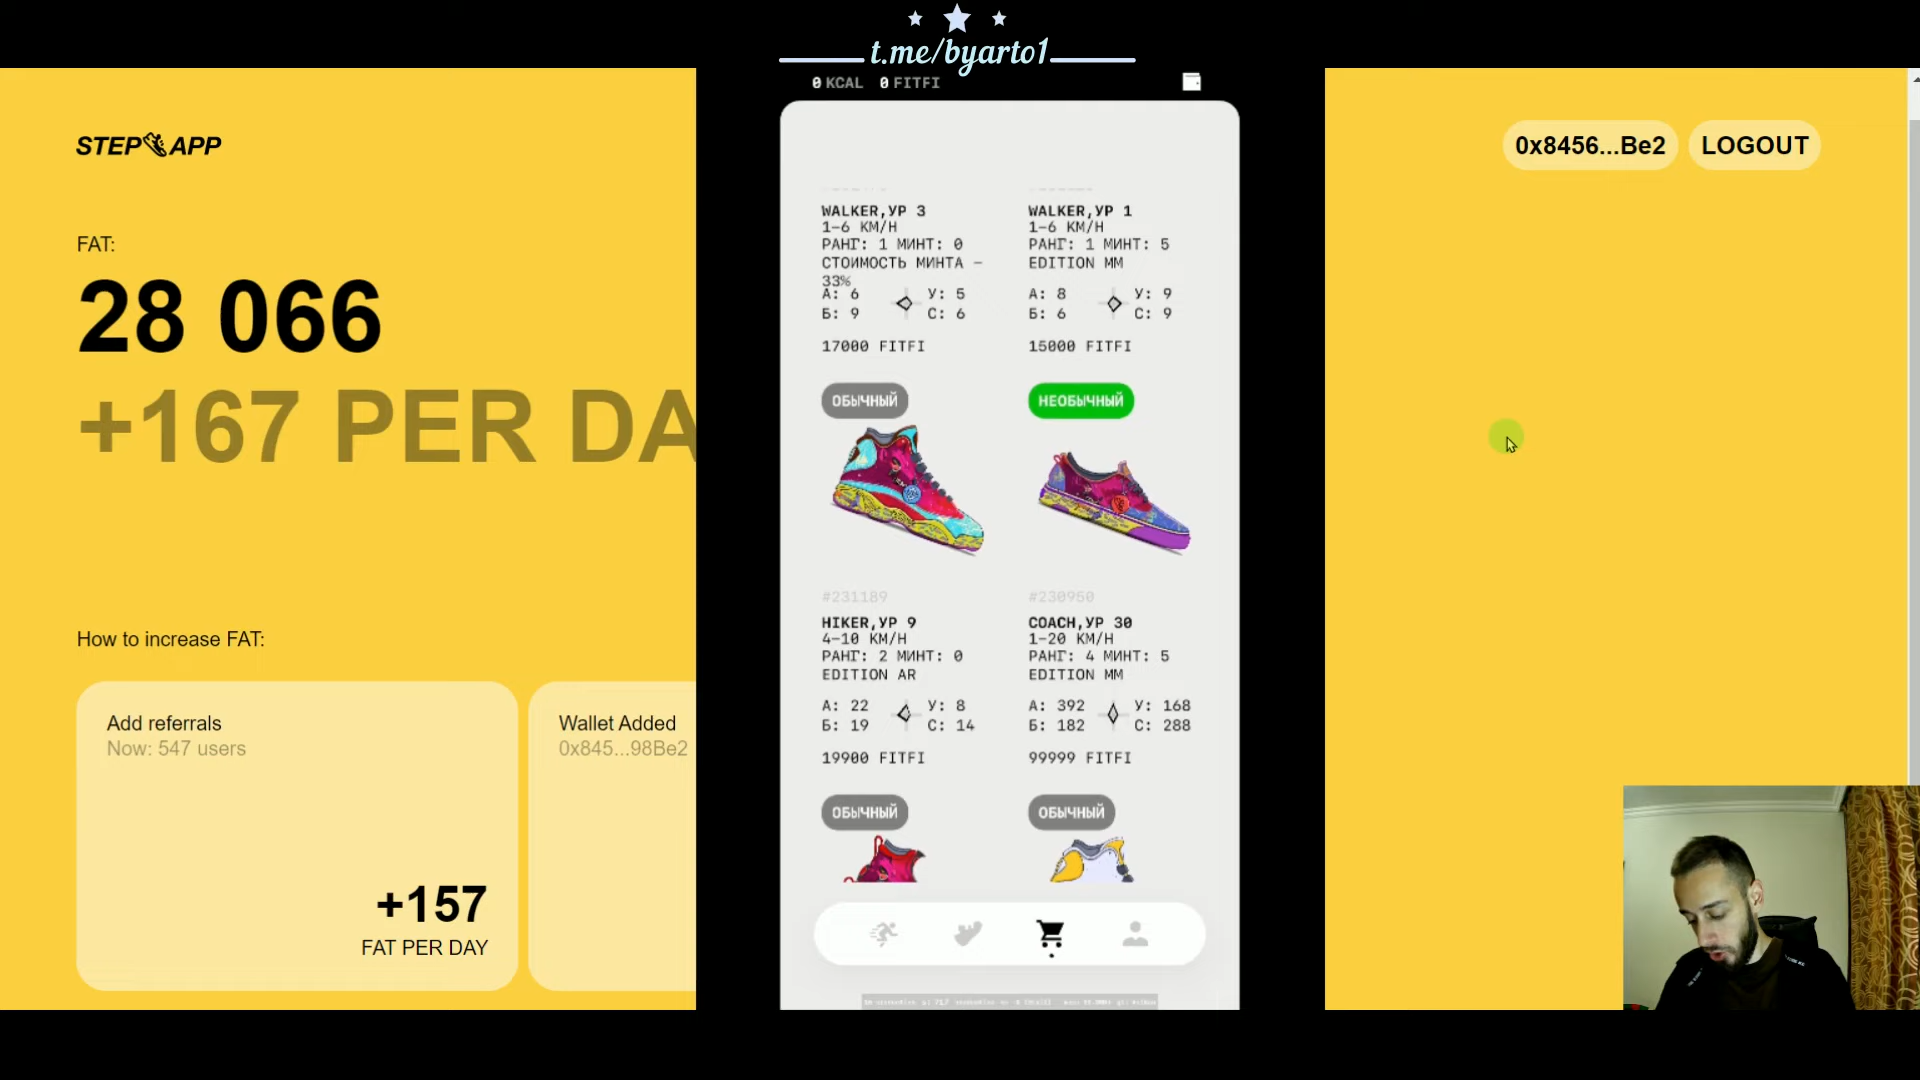 t.me/byarto1
0 KCAL 0 FITFI
STEP APP
0x8456...Be2
LOGOUT
FAT:
28 066
+167 PER DA
How to increase FAT:
Add referrals
Now: 547 users
+157
FAT PER DAY
Wallet Added
0x845...98Be2
WALKER,УР 3
1–6 KM/H
РАНГ: 1 МИНТ: 0
СТОИМОСТЬ МИНТА –
33%
А: 6 У: 5
Б: 9 С: 6
17000 FITFI
WALKER,УР 1
1–6 KM/H
РАНГ: 1 МИНТ: 5
EDITION MM
А: 8 У: 9
Б: 6 С: 9
15000 FITFI
ОБЫЧНЫЙ
#231189
HIKER,УР 9
4–10 KM/H
РАНГ: 2 МИНТ: 0
EDITION AR
А: 22 У: 8
Б: 19 С: 14
19900 FITFI
НЕОБЫЧНЫЙ
#230950
COACH,УР 30
1–20 KM/H
РАНГ: 4 МИНТ: 5
EDITION MM
А: 392 У: 168
Б: 182 С: 288
99999 FITFI
ОБЫЧНЫЙ
ОБЫЧНЫЙ